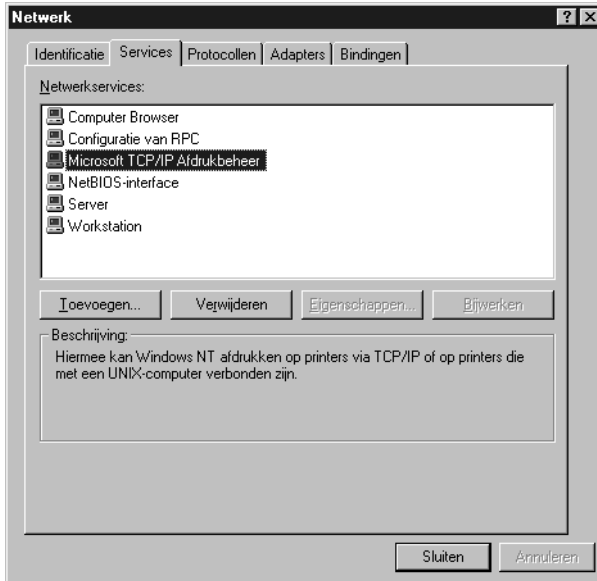 Netwerk
Identificatie Services Protocollen Adapters Bindingen
Netwerkservices:
Computer Browser
Configuratie van RPC
Microsoft TCP/IP Afdrukbeheer
NetBIOS-interface
Server
Workstation
Toevoegen... Verwijderen Eigenschappen... Bijwerken
Beschrijving:
Hiermee kan Windows NT afdrukken op printers via TCP/IP of op printers die
met een UNIX-computer verbonden zijn.
Sluiten Annuleren